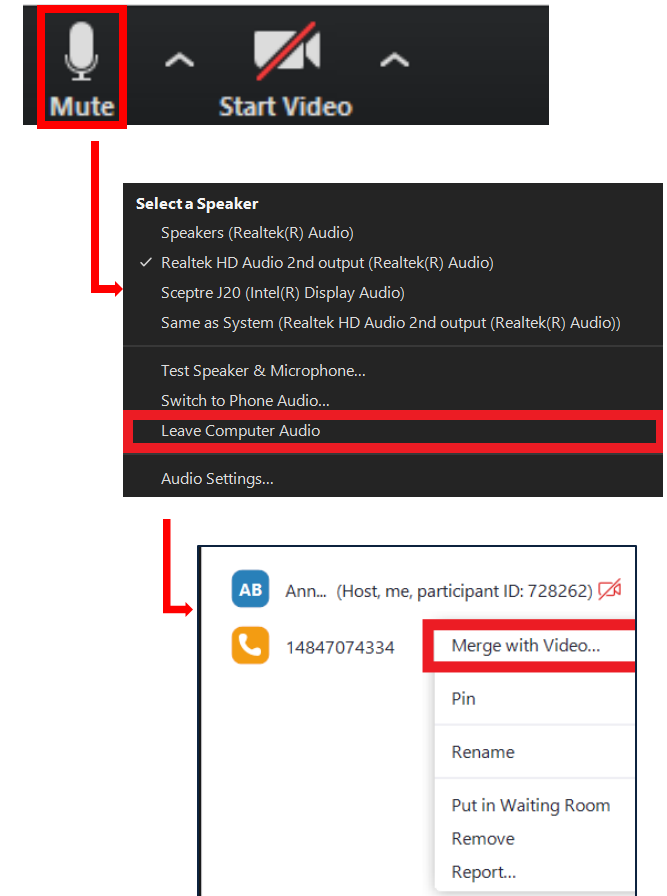 Mute
Start Video
Select a Speaker
Speakers (Realtek(R) Audio)
Realtek HD Audio 2nd output (Realtek(R) Audio)
Sceptre J20 (Intel(R) Display Audio)
Same as System (Realtek HD Audio 2nd output (Realtek(R) Audio))
Test Speaker & Microphone...
Switch to Phone Audio...
Leave Computer Audio
Audio Settings...
AB Ann... (Host, me, participant ID: 728262)
14847074334
Merge with Video...
Pin
Rename
Put in Waiting Room
Remove
Report...